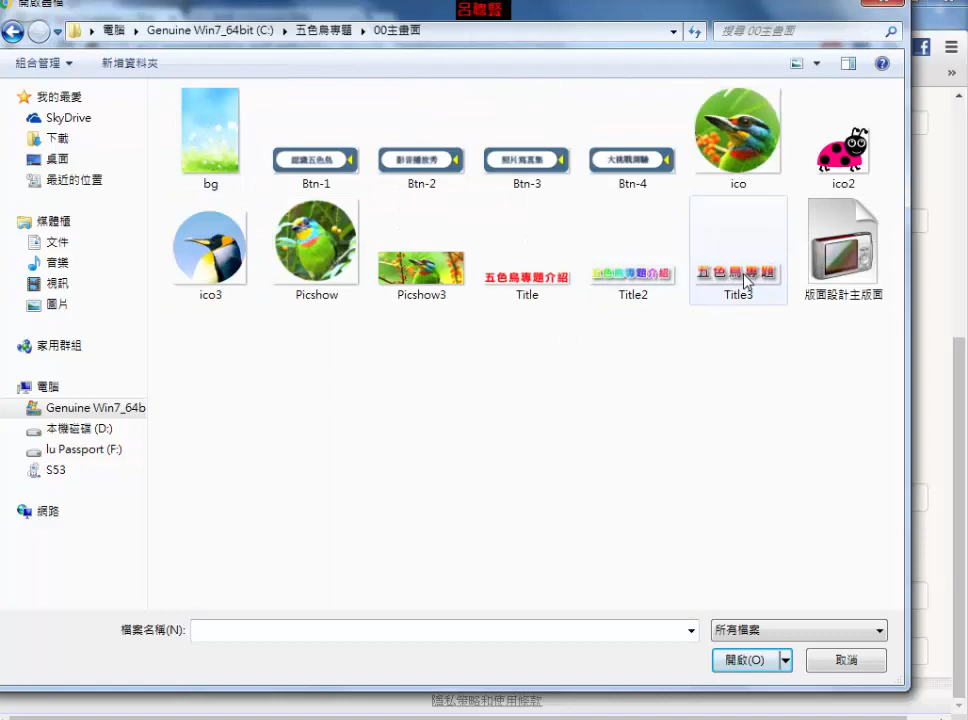 開啟舊檔
呂聰賢
電腦 Genuine Win7_64bit (C:) 五色鳥專題 00主畫面
搜尋 00主畫面
組合管理 新增資料夾
我的最愛
SkyDrive
下載
桌面
最近的位置
媒體櫃
文件
音樂
視訊
圖片
家用群組
電腦
Genuine Win7_64b
本機磁碟 (D:)
lu Passport (F:)
S53
網路
認識五色鳥 影音播放秀 照片寫真集 大挑戰測驗
bg Btn-1 Btn-2 Btn-3 Btn-4 ico ico2
五色鳥專題介紹 五色鳥專題介紹 五色鳥專題
ico3 Picshow Picshow3 Title Title2 Title3 版面設計主版面
檔案名稱(N):
所有檔案
開啟(O) 取消
隱私策略和使用條款